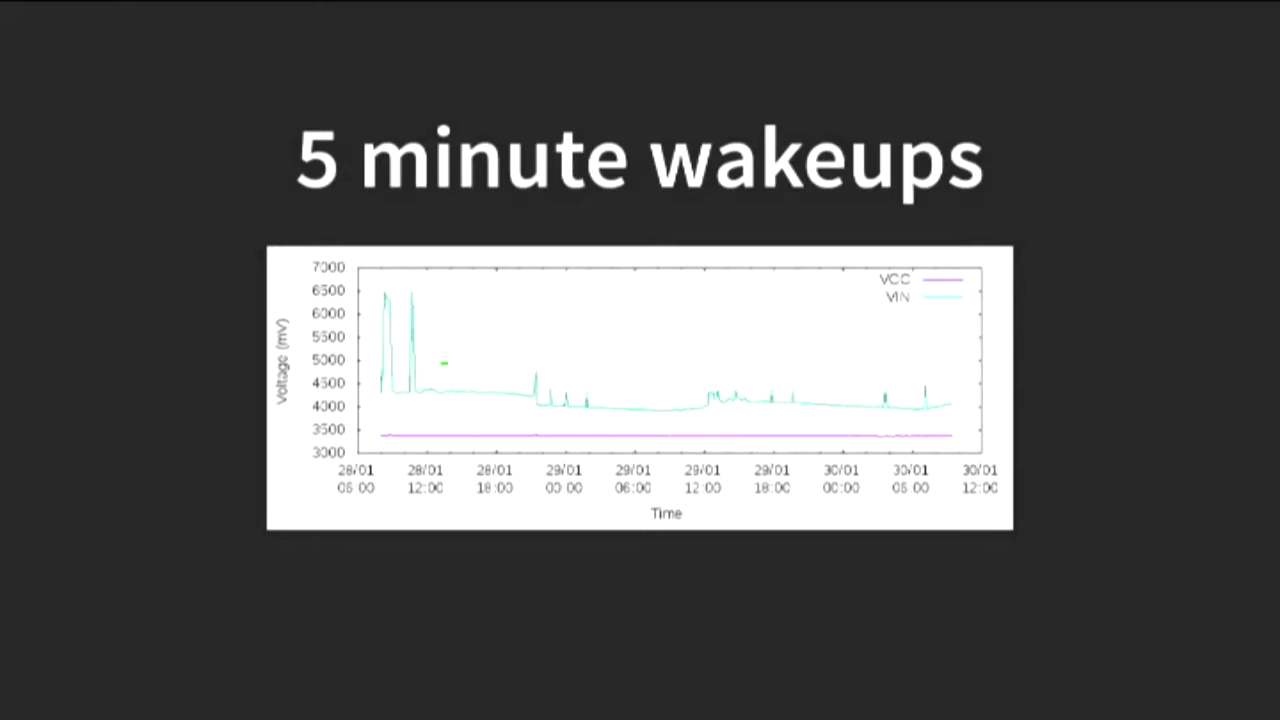 5 minute wakeups
7000
6500
6000
5500
5000
4500
4000
3500
3000
Voltage (mV)
VCC
VIN
28/01 28/01 28/01 29/01 29/01 29/01 29/01 30/01 30/01 30/01
06:00 12:00 18:00 00:00 06:00 12:00 18:00 00:00 06:00 12:00
Time